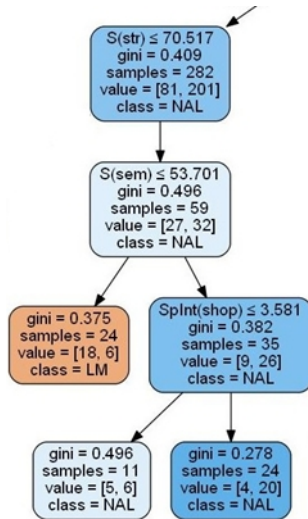 S(str) ≤ 70.517
gini = 0.409
samples = 282
value = [81, 201]
class = NAL
S(sem) ≤ 53.701
gini = 0.496
samples = 59
value = [27, 32]
class = NAL
gini = 0.375
samples = 24
value = [18, 6]
class = LM
SpInt(shop) ≤ 3.581
gini = 0.382
samples = 35
value = [9, 26]
class = NAL
gini = 0.496
samples = 11
value = [5, 6]
class = NAL
gini = 0.278
samples = 24
value = [4, 20]
class = NAL